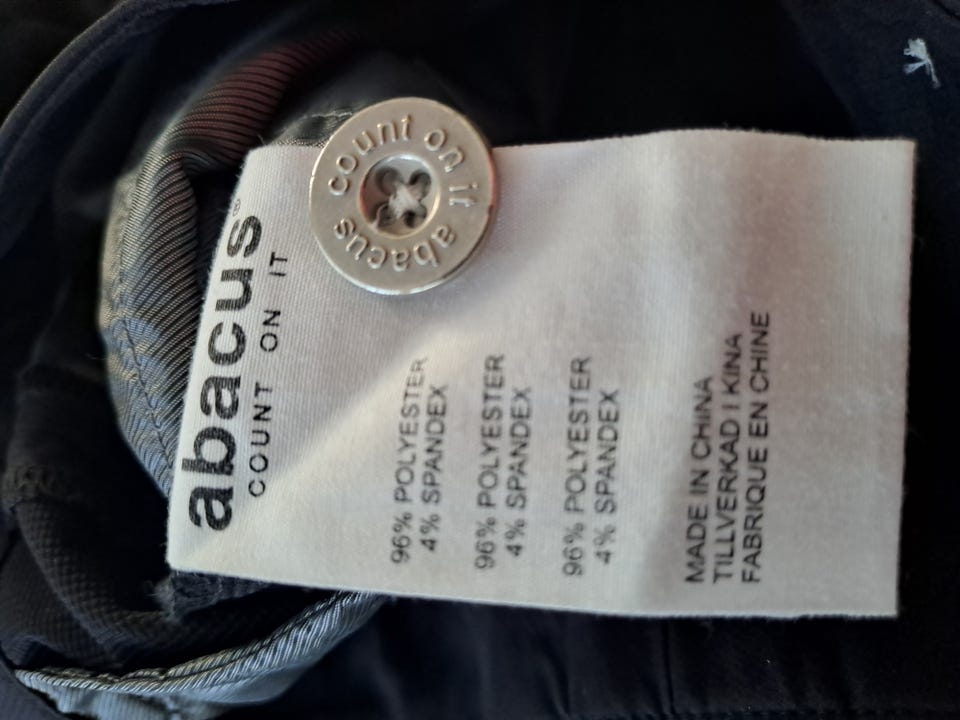 count on it
abacus
abacus®
COUNT ON IT
96% POLYESTER
4% SPANDEX
96% POLYESTER
4% SPANDEX
96% POLYESTER
4% SPANDEX
MADE IN CHINA
TILLVERKAD I KINA
FABRIQUE EN CHINE